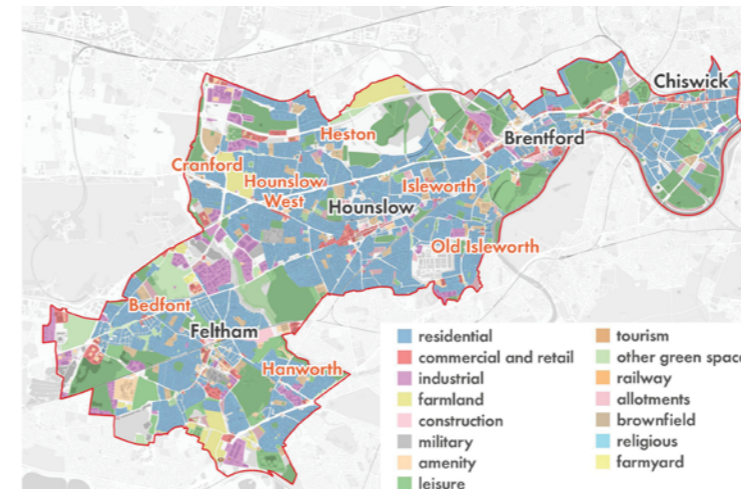 Chiswick
Heston
Brentford
Cranford
Hounslow
West
Isleworth
Hounslow
Old Isleworth
Bedfont
Feltham
Hanworth
residential
commercial and retail
industrial
farmland
construction
military
amenity
leisure
tourism
other green space
railway
allotments
brownfield
religious
farmyard